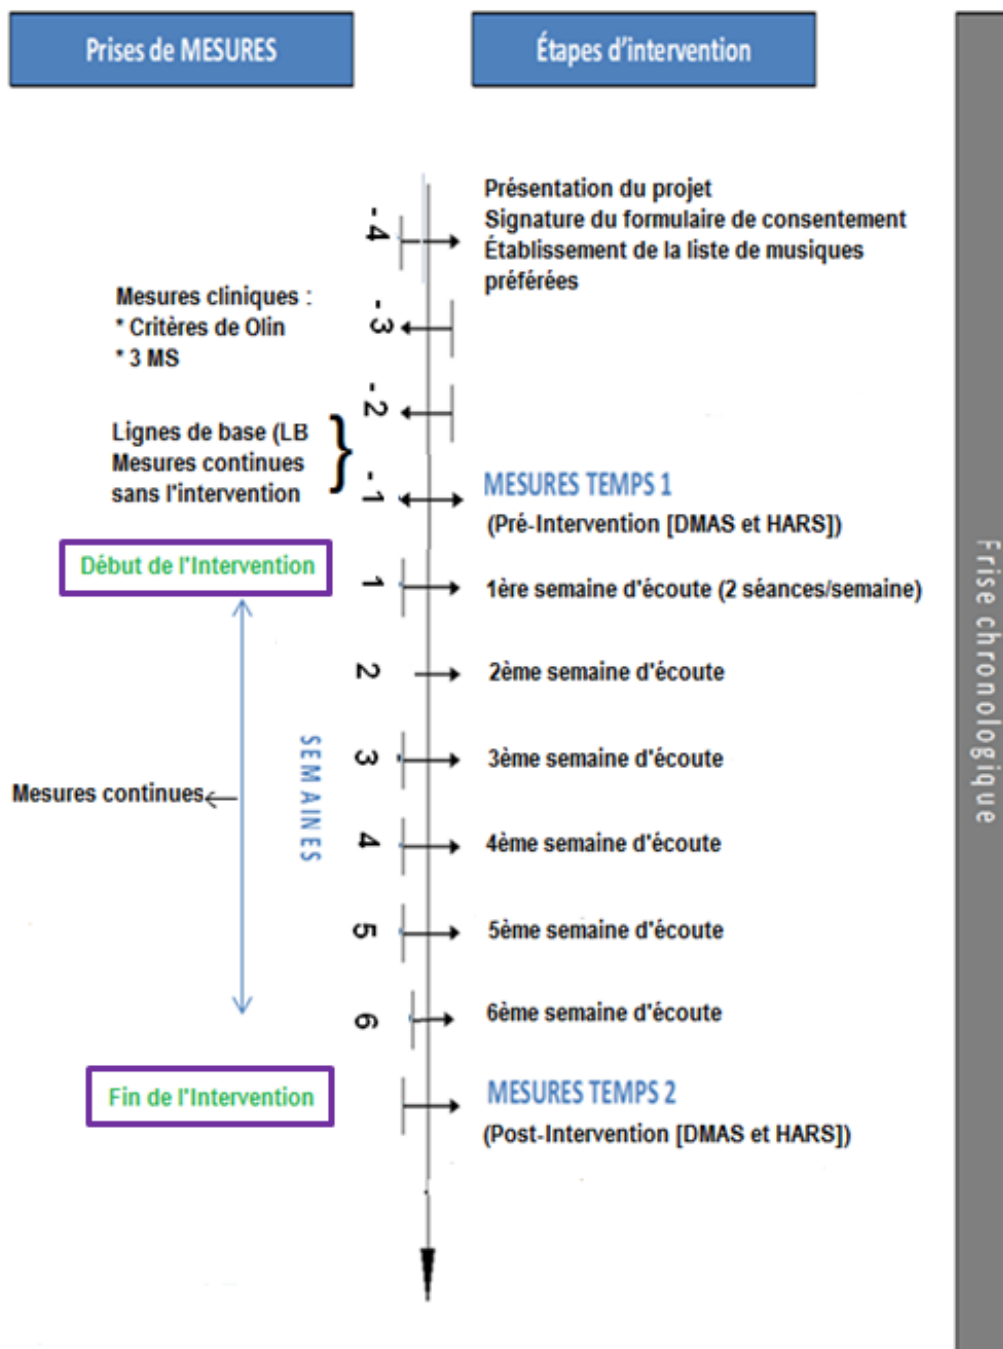 Prises de MESURES
Étapes d'intervention
- 4
Présentation du projet
Signature du formulaire de consentement
Établissement de la liste de musiques
préférées
Mesures cliniques :
* Critères de Olin
* 3 MS
- 3
- 2
Lignes de base (LB
Mesures continues
sans l'intervention
}
- 1
MESURES TEMPS 1
(Pré-Intervention [DMAS et HARS])
Début de l'Intervention
1
1ère semaine d'écoute (2 séances/semaine)
2
2ème semaine d'écoute
SEMAINES
3
3ème semaine d'écoute
Mesures continues
4
4ème semaine d'écoute
5
5ème semaine d'écoute
6
6ème semaine d'écoute
Fin de l'Intervention
MESURES TEMPS 2
(Post-Intervention [DMAS et HARS])
Frise chronologique